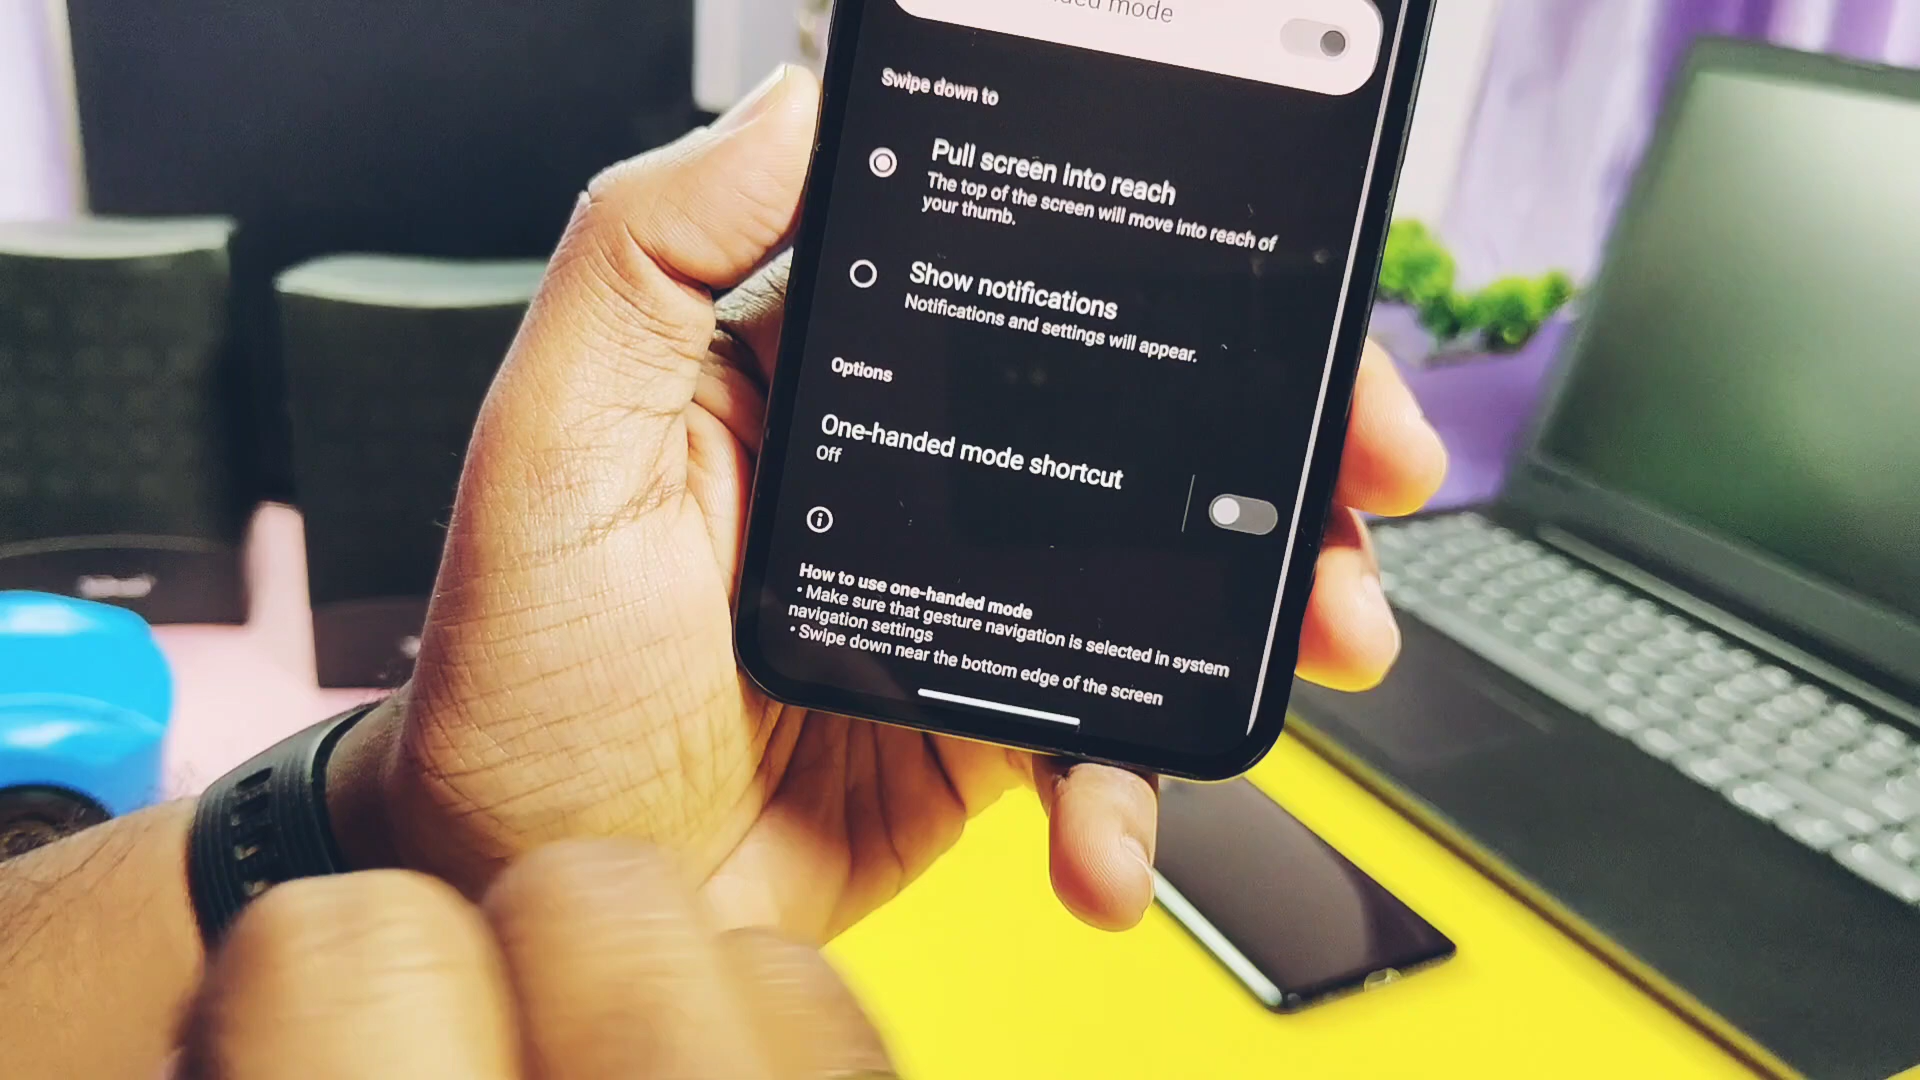 mode
Swipe down to
Pull screen into reach
The top of the screen will move into reach of
your thumb.
Show notifications
Notifications and settings will appear.
Options
One-handed mode shortcut
Off
How to use one-handed mode
• Make sure that gesture navigation is selected in system
navigation settings
• Swipe down near the bottom edge of the screen